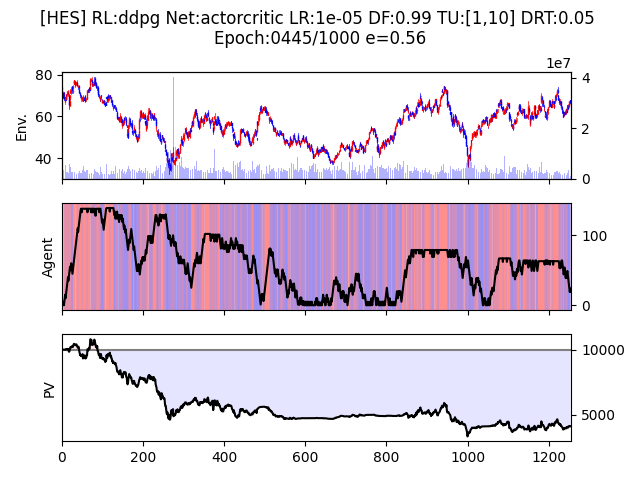 [HES] RL:ddpg Net:actorcritic LR:1e-05 DF:0.99 TU:[1,10] DRT:0.05
Epoch:0445/1000 e=0.56
1e7
80
60
40
Env.
4
2
0
Agent
100
0
PV
10000
5000
0
200
400
600
800
1000
1200